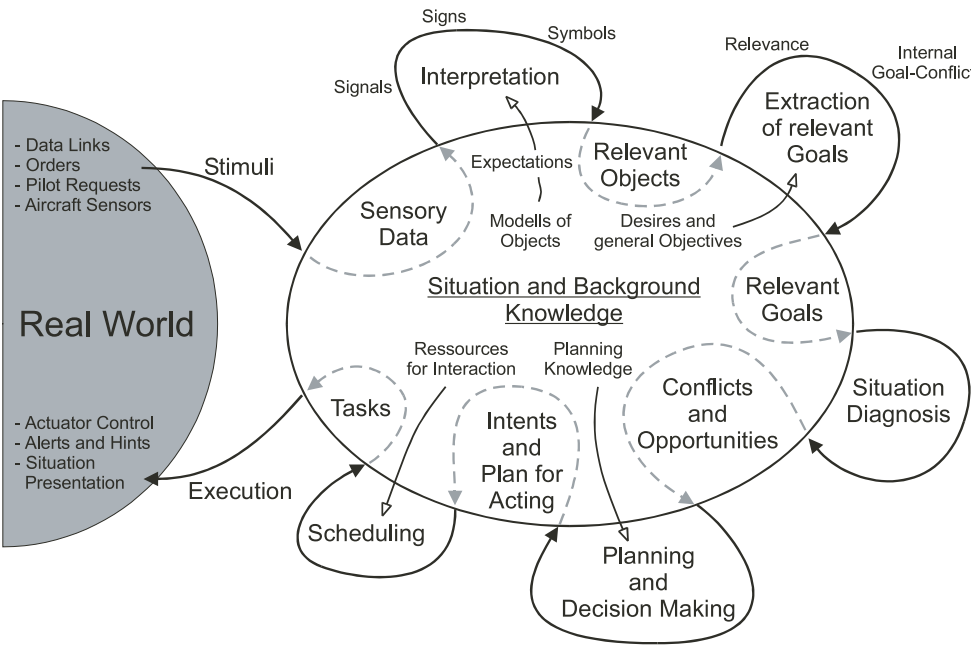 Signs
Symbols
Signals
Interpretation
Relevance
Internal
Goal-Conflict
Extraction
of relevant
Goals
- Data Links
- Orders
- Pilot Requests
- Aircraft Sensors
Stimuli
Expectations
Relevant
Objects
Sensory
Data
Modells of
Objects
Desires and
general Objectives
Situation and Background
Knowledge
Relevant
Goals
Real World
Ressources
for Interaction
Planning
Knowledge
Tasks
Intents
and
Plan for
Acting
Conflicts
and
Opportunities
Situation
Diagnosis
- Actuator Control
- Alerts and Hints
- Situation
Presentation
Execution
Scheduling
Planning
and
Decision Making